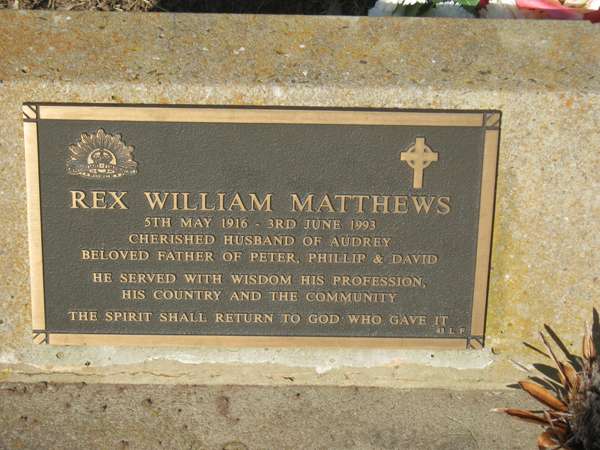 REX WILLIAM MATTHEWS
5TH MAY 1916 - 3RD JUNE 1993
CHERISHED HUSBAND OF AUDREY
BELOVED FATHER OF PETER, PHILLIP & DAVID
HE SERVED WITH WISDOM HIS PROFESSION,
HIS COUNTRY AND THE COMMUNITY
THE SPIRIT SHALL RETURN TO GOD WHO GAVE IT